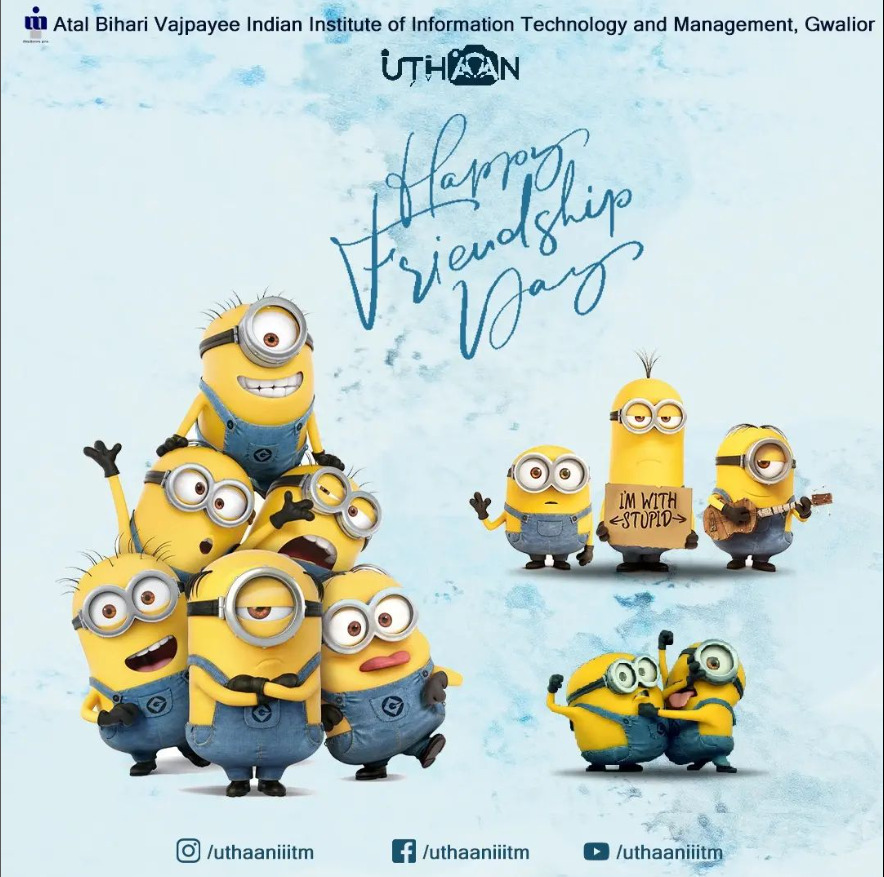 Atal Bihari Vajpayee Indian Institute of Information Technology and Management, Gwalior
UTHAAN
Happy
Friendship
Day
I'M WITH
←STUPID→
/uthaaniiitm
/uthaaniiitm
/uthaaniiitm